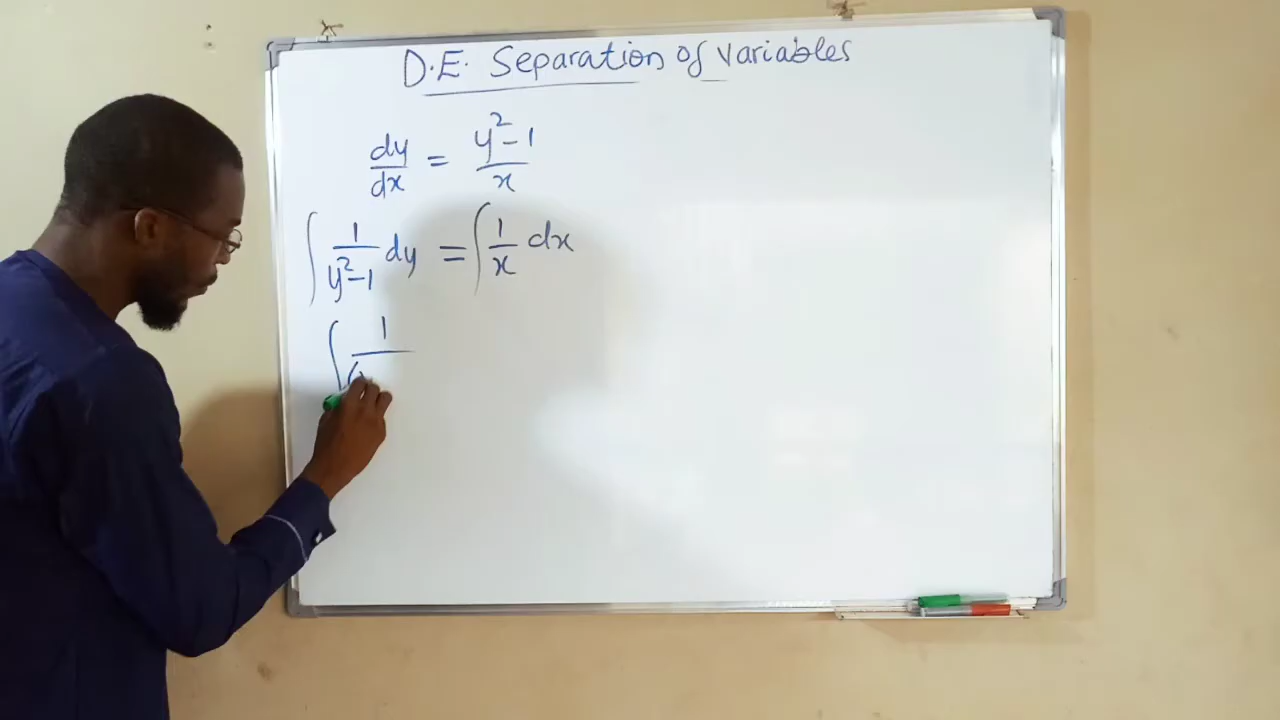 D.E. Separation of variables
dy/dx = y²-1/x
∫ 1/y²-1 dy = ∫ 1/x dx
∫ 1/(